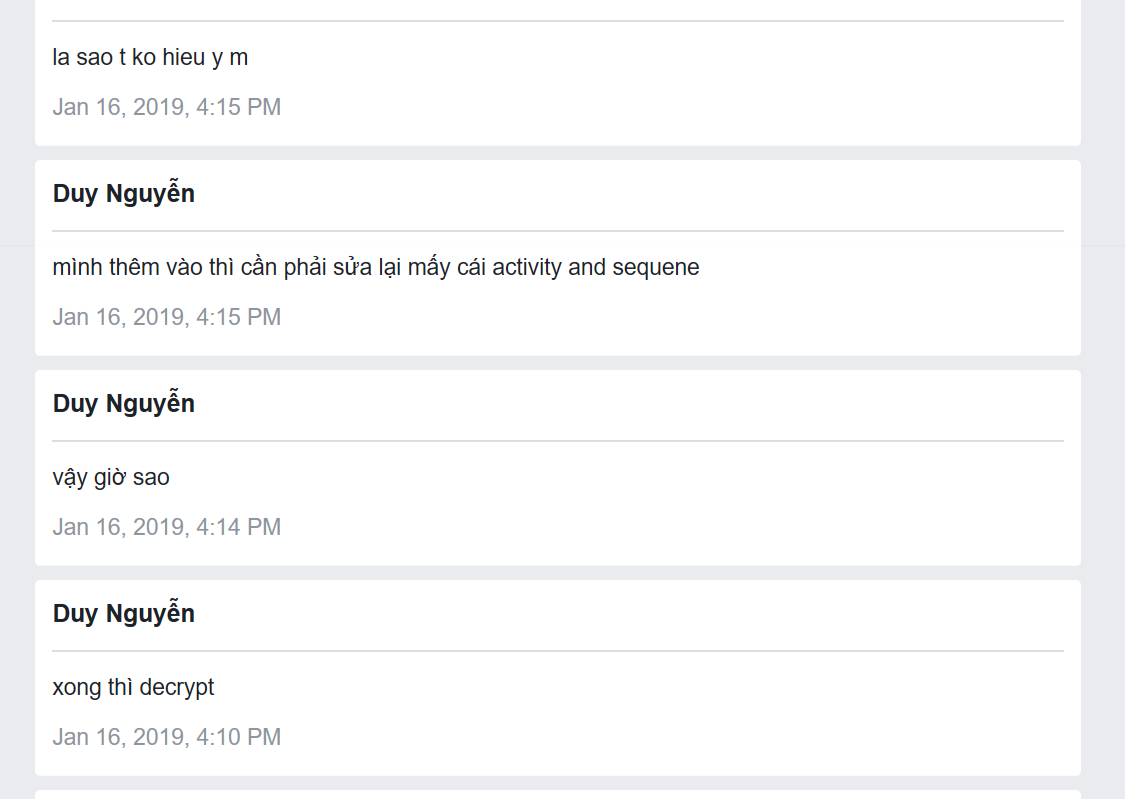 la sao t ko hieu y m
Jan 16, 2019, 4:15 PM
Duy Nguyễn
mình thêm vào thì cần phải sửa lại mấy cái activity and sequene
Jan 16, 2019, 4:15 PM
Duy Nguyễn
vậy giờ sao
Jan 16, 2019, 4:14 PM
Duy Nguyễn
xong thì decrypt
Jan 16, 2019, 4:10 PM